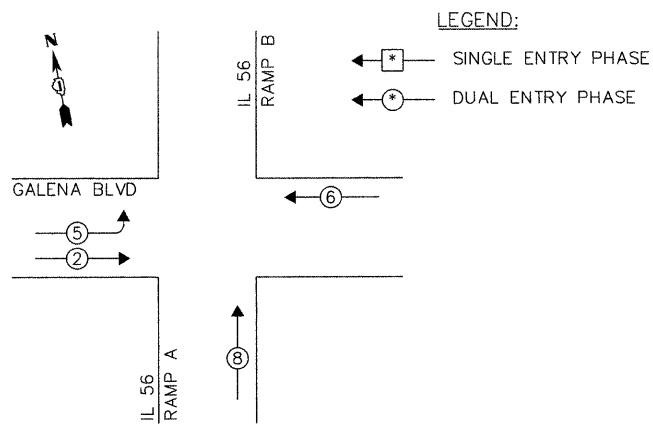 LEGEND:
N
IL 56
RAMP B
* SINGLE ENTRY PHASE
* DUAL ENTRY PHASE
GALENA BLVD
6
5
2
8
IL 56
RAMP A